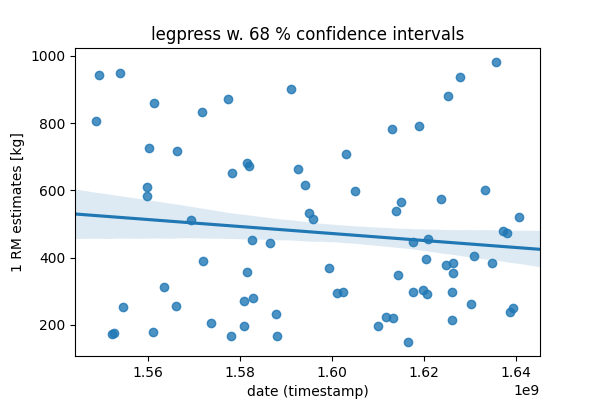 legpress w. 68 % confidence intervals
1 RM estimates [kg]
1000
800
600
400
200
1.56
1.58
1.60
1.62
1.64
1e9
date (timestamp)